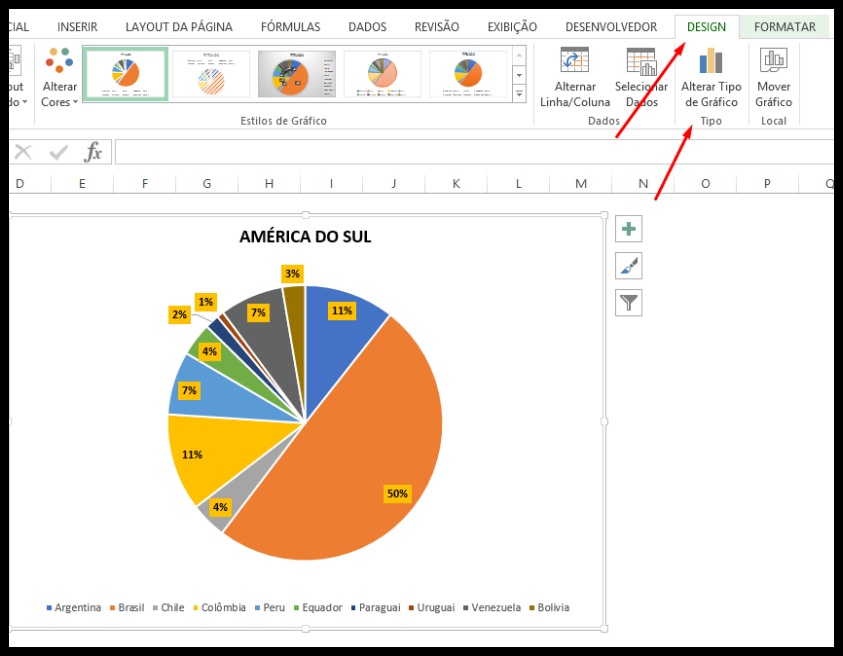 CIAL INSERIR LAYOUT DA PÁGINA FÓRMULAS DADOS REVISÃO EXIBIÇÃO DESENVOLVEDOR DESIGN FORMATAR
out Alterar Alternar Selecionar Alterar Tipo Mover
do Cores Linha/Coluna Dados de Gráfico Gráfico
Estilos de Gráfico Dados Tipo Local
fx
D E F G H I J K L M N O P Q
AMÉRICA DO SUL
3%
1%
2% 7% 11%
4%
7%
11%
50%
4%
Argentina Brasil Chile Colômbia Peru Equador Paraguai Uruguai Venezuela Bolivia